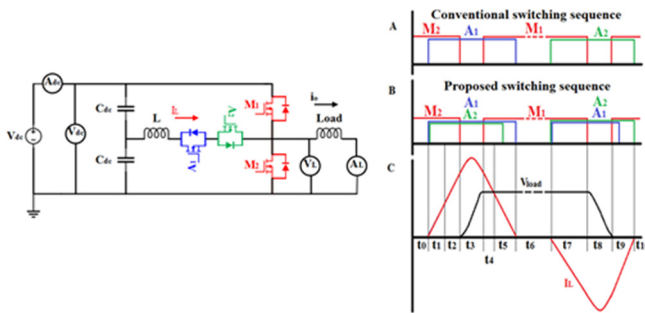 Conventional switching sequence
A
M2 A1 M1 A2
Proposed switching sequence
B
M2 A1 A2 M1 A2 A1
C
Vload
t0 t1 t2 t3 t4 t5 t6 t7 t8 t9 t10
IL
Adc
Vdc
Vdc
Cdc
Cdc
L
IL
A1
A2
M1
M2
io
Load
VL
AL